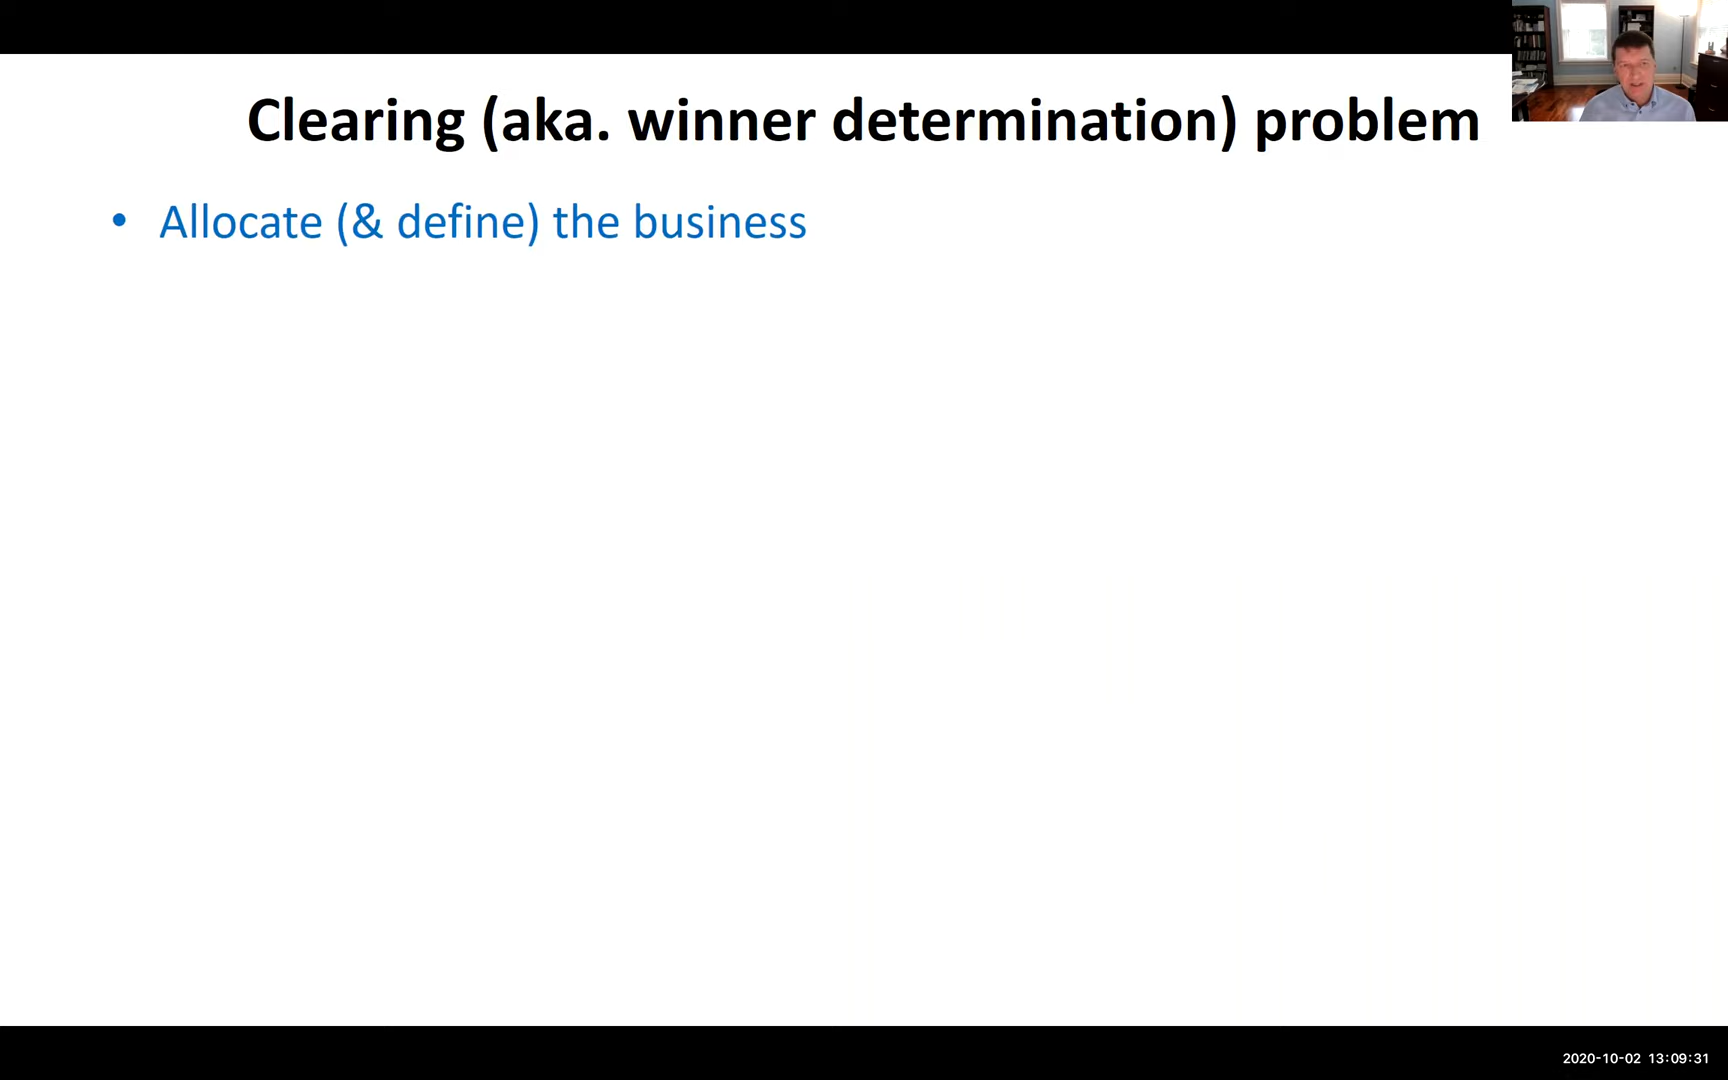 Clearing (aka. winner determination) problem
• Allocate (& define) the business
2020-10-02 13:09:31